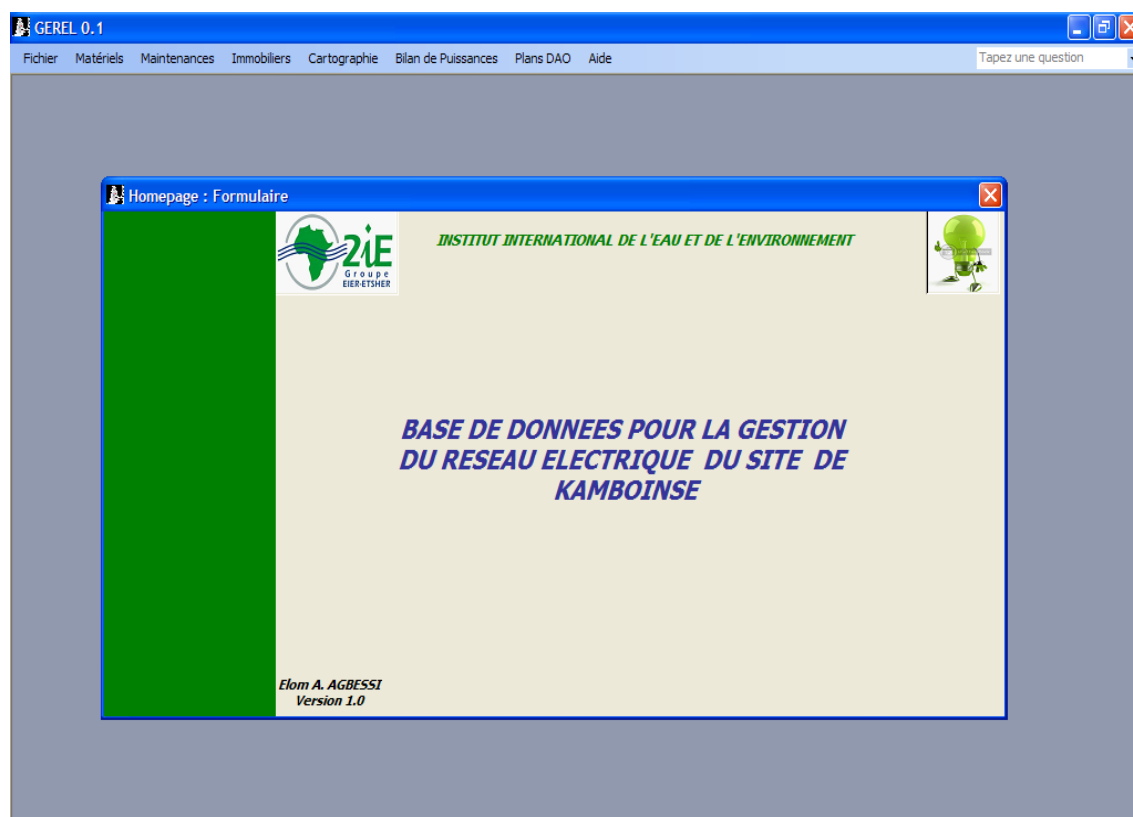 GEREL 0.1
Fichier Matériels Maintenances Immobiliers Cartographie Bilan de Puissances Plans DAO Aide Tapez une question
Homepage : Formulaire
2iE
Groupe
EIER-ETSHER
INSTITUT INTERNATIONAL DE L'EAU ET DE L'ENVIRONNEMENT
BASE DE DONNEES POUR LA GESTION
DU RESEAU ELECTRIQUE DU SITE DE
KAMBOINSE
Elom A. AGBESSI
Version 1.0